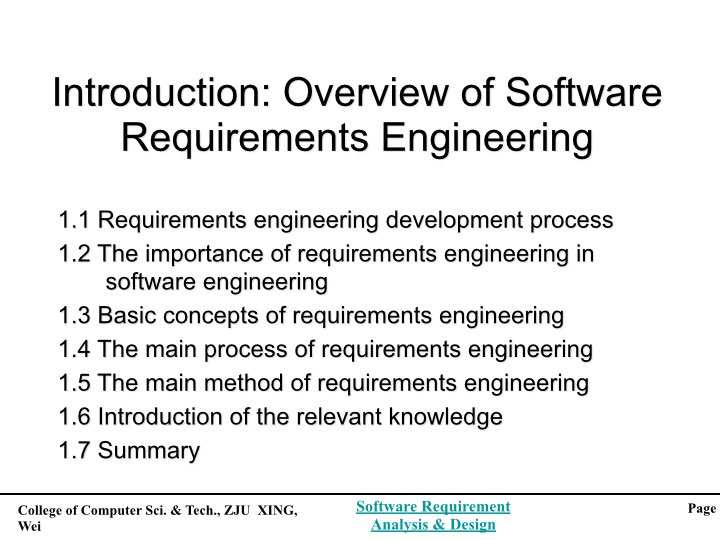 Introduction: Overview of Software
Requirements Engineering
1.1 Requirements engineering development process
1.2 The importance of requirements engineering in
software engineering
1.3 Basic concepts of requirements engineering
1.4 The main process of requirements engineering
1.5 The main method of requirements engineering
1.6 Introduction of the relevant knowledge
1.7 Summary
College of Computer Sci. & Tech., ZJU XING,
Wei
Software Requirement
Analysis & Design
Page